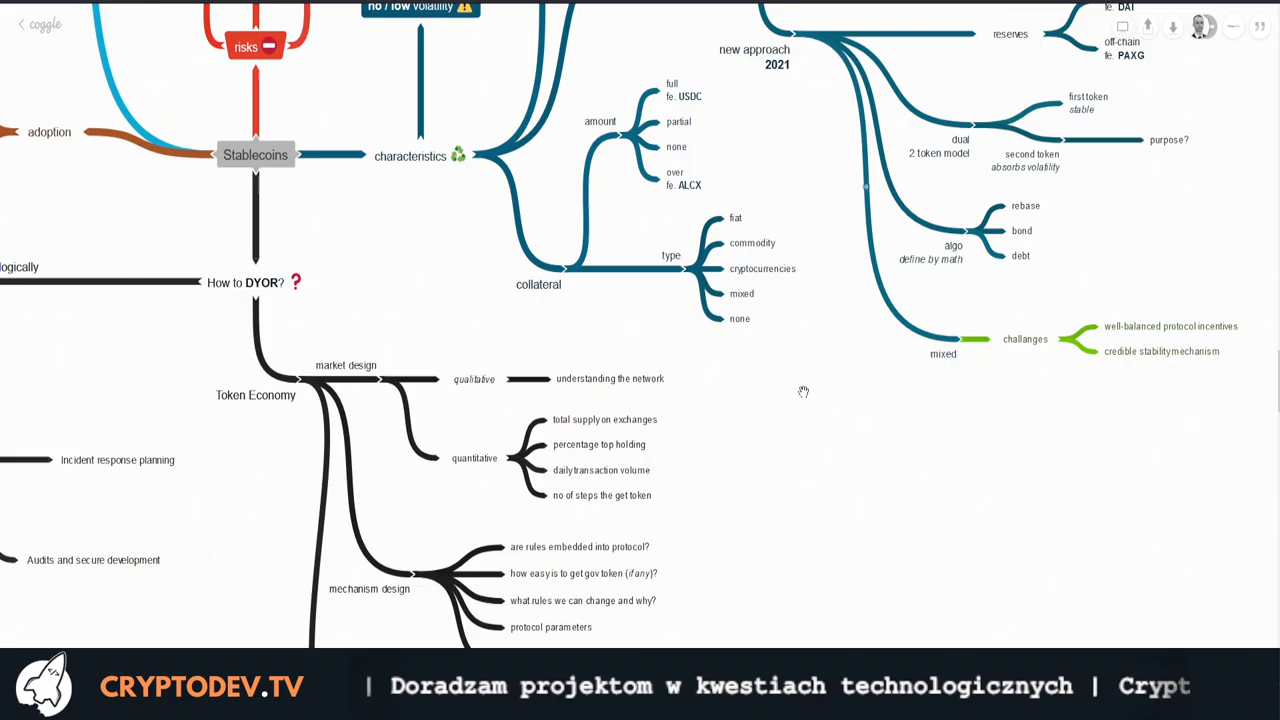 coggle
no / low volatility
risks
adoption
Stablecoins
characteristics
amount
full
fe. USDC
partial
none
over
fe. ALCX
type
fiat
commodity
cryptocurrencies
mixed
none
collateral
new approach
2021
reserves
fe. DAI
off-chain
fe. PAXG
dual
2 token model
first token
stable
second token
absorbs volatility
purpose?
algo
define by math
rebase
bond
debt
mixed
challanges
well-balanced protocol incentives
credible stability mechanism
logically
How to DYOR?
Token Economy
market design
qualitative
understanding the network
quantitative
total supply on exchanges
percentage top holding
daily transaction volume
no of steps the get token
mechanism design
are rules embedded into protocol?
how easy is to get gov token (if any)?
what rules we can change and why?
protocol parameters
Incident response planning
Audits and secure development
CRYPTODEV.TV
| Doradzam projektom w kwestiach technologicznych | Crypt